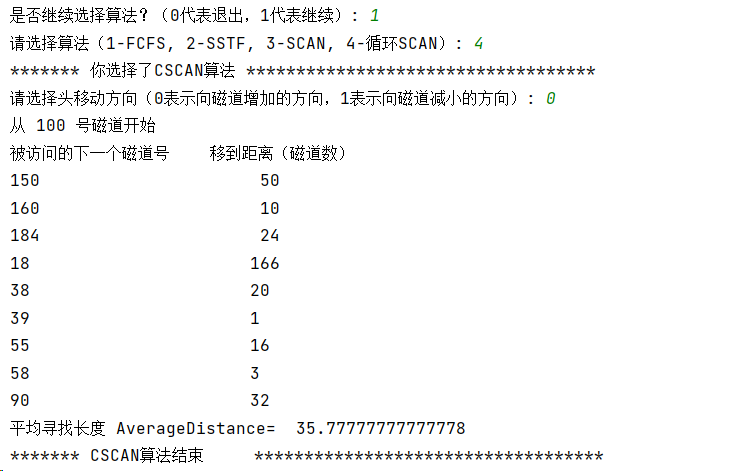 是否继续选择算法?（0代表退出，1代表继续）: 1
请选择算法（1-FCFS, 2-SSTF, 3-SCAN, 4-循环SCAN）: 4
******* 你选择了CSCAN算法 ***********************************
请选择头移动方向（0表示向磁道增加的方向，1表示向磁道减小的方向）: 0
从 100 号磁道开始
被访问的下一个磁道号    移到距离（磁道数）
150                      50
160                      10
184                      24
18                      166
38                      20
39                      1
55                      16
58                      3
90                      32
平均寻找长度 AverageDistance=  35.77777777777778
******* CSCAN算法结束     ***********************************